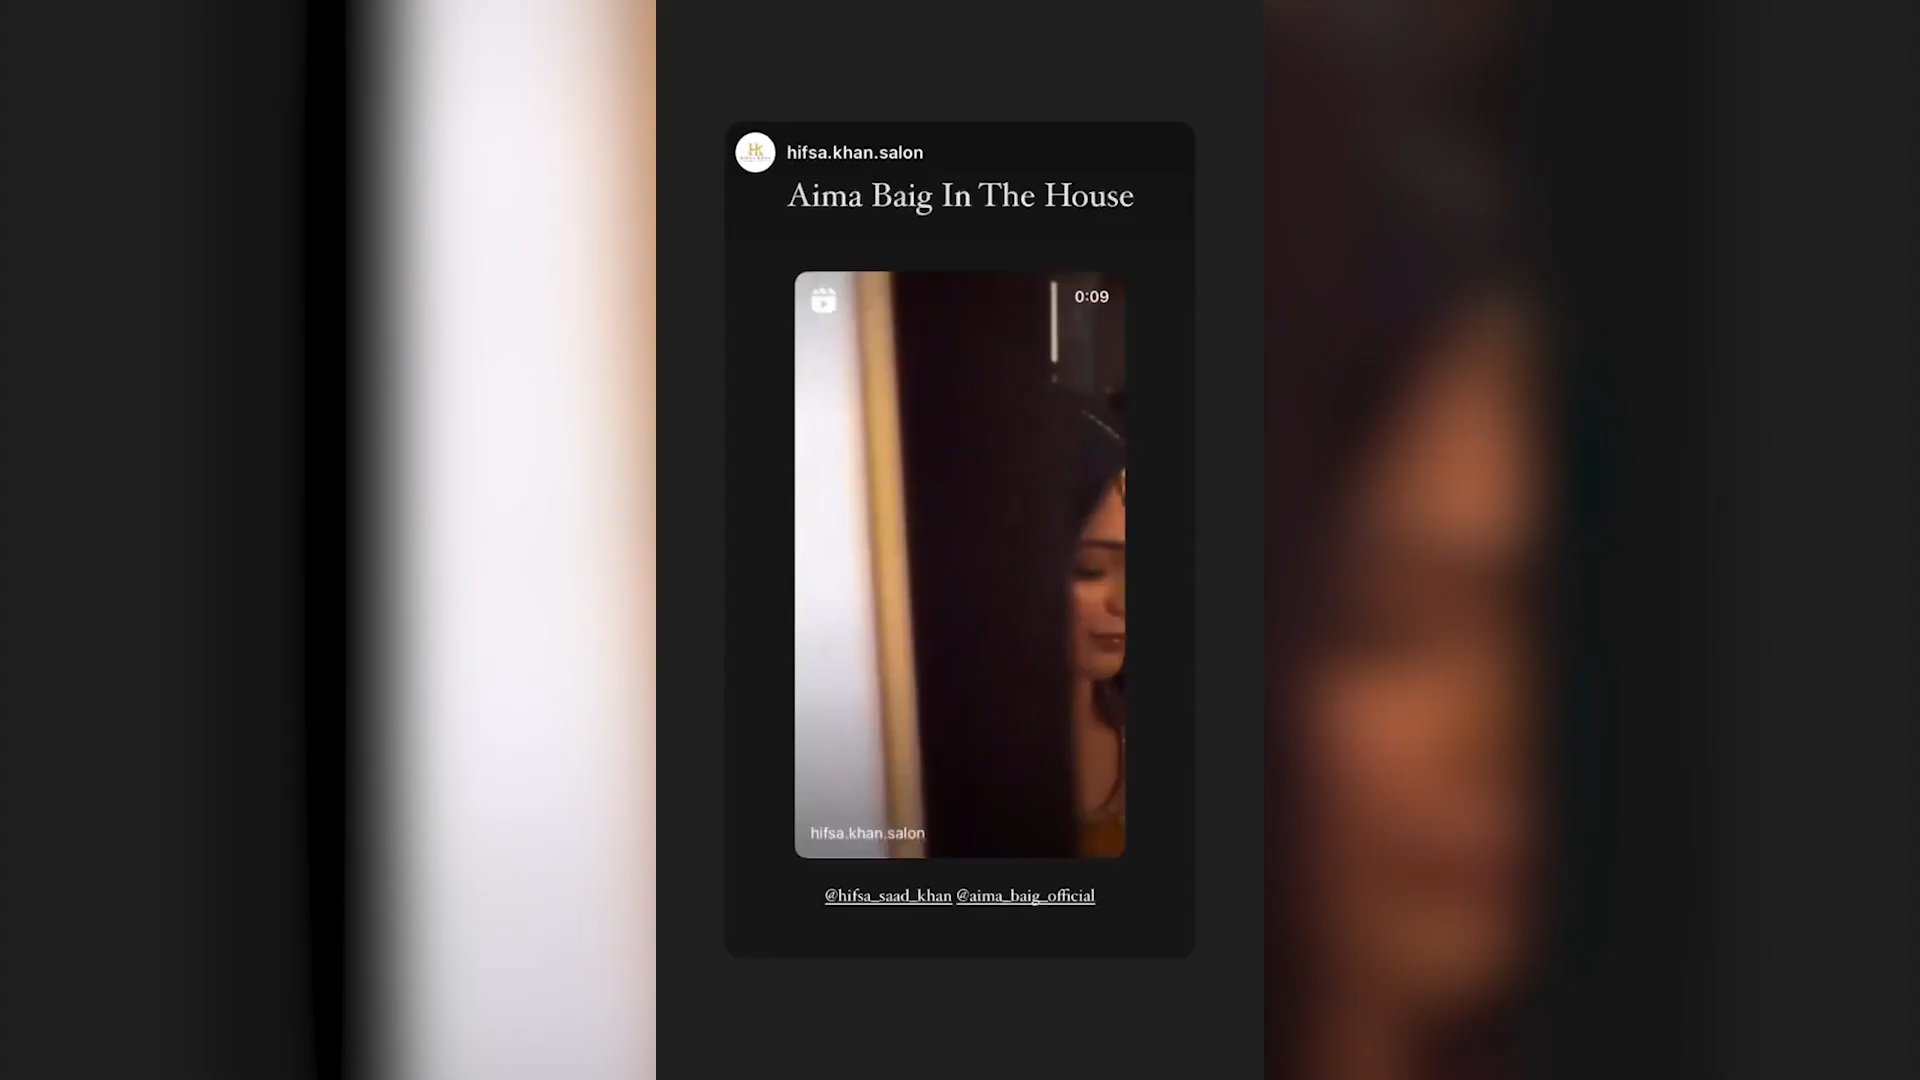 hifsa.khan.salon
Aima Baig In The House
0:09
hifsa.khan.salon
@hifsa_saad_khan @aima_baig_official